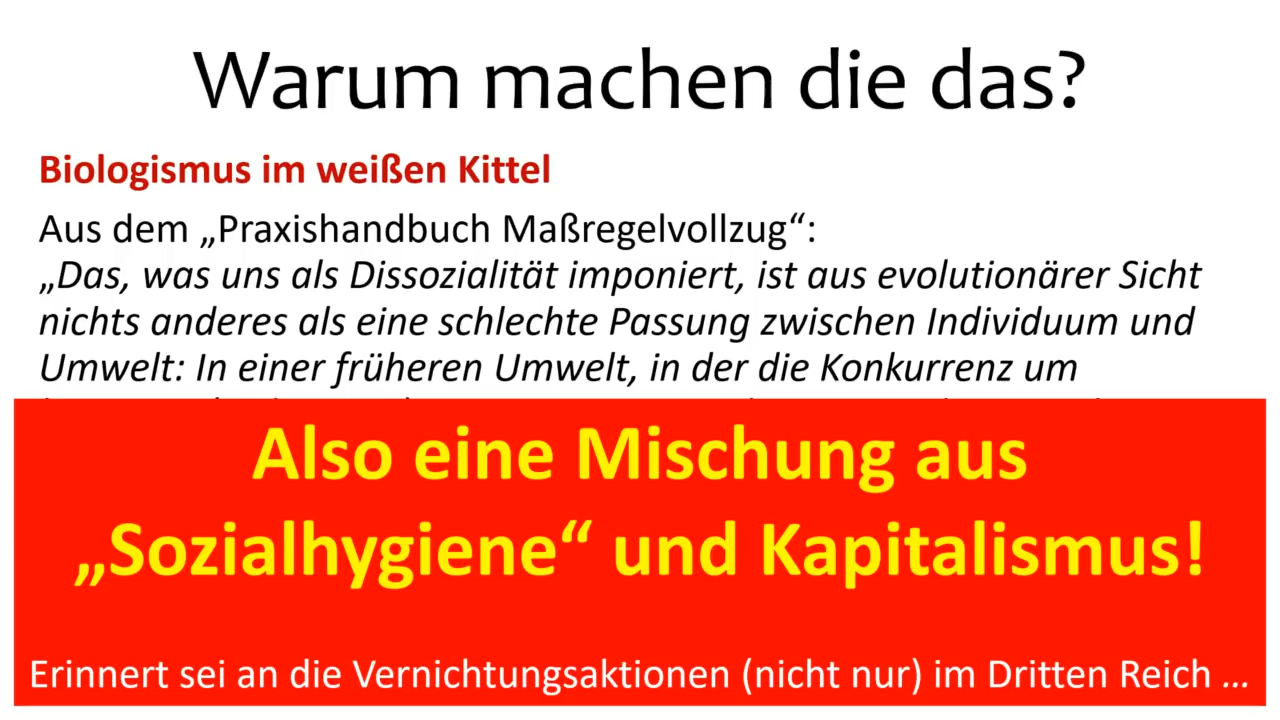 Warum machen die das?
Biologismus im weißen Kittel
Aus dem „Praxishandbuch Maßregelvollzug“:
„Das, was uns als Dissozialität imponiert, ist aus evolutionärer Sicht
nichts anderes als eine schlechte Passung zwischen Individuum und
Umwelt: In einer früheren Umwelt, in der die Konkurrenz um
Also eine Mischung aus
„Sozialhygiene“ und Kapitalismus!
Erinnert sei an die Vernichtungsaktionen (nicht nur) im Dritten Reich ...